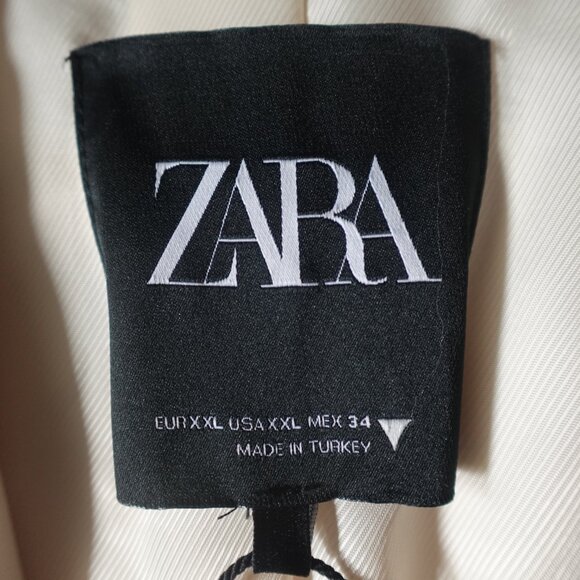 ZARA
EUR XXL USA XXL MEX 34
MADE IN TURKEY